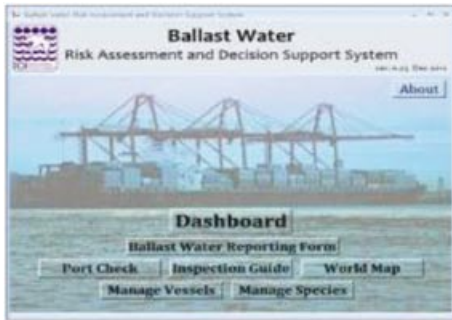 Ballast Water Risk Assessment and Decision Support System
Ballast Water
Risk Assessment and Decision Support System
About
Dashboard
Ballast Water Reporting Form
Port Check Inspection Guide World Map
Manage Vessels Manage Species